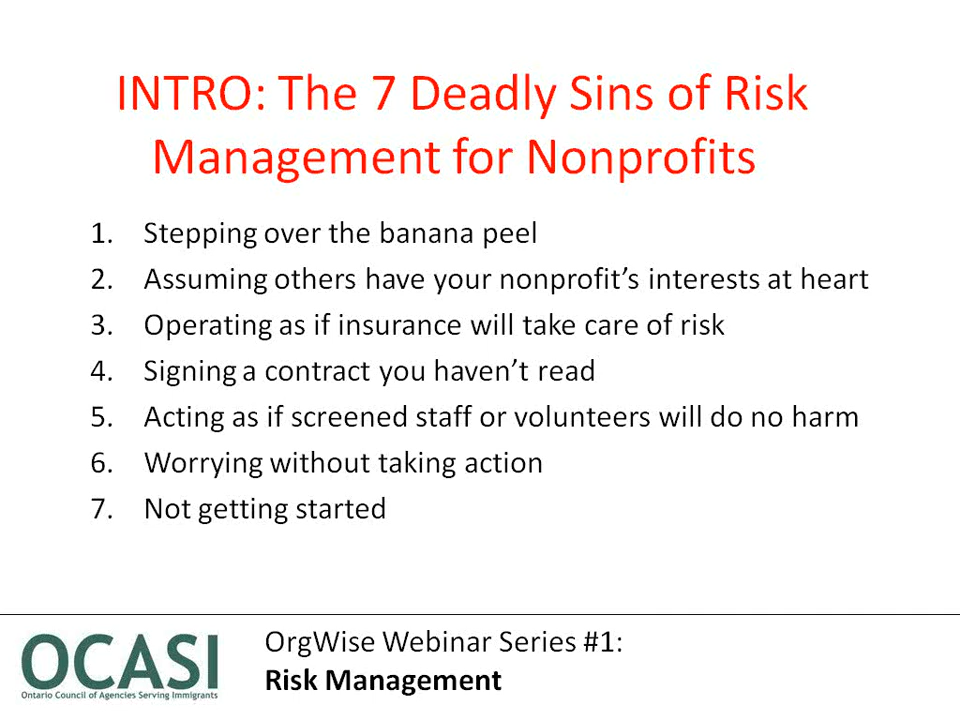 INTRO: The 7 Deadly Sins of Risk
Management for Nonprofits
1. Stepping over the banana peel
2. Assuming others have your nonprofit’s interests at heart
3. Operating as if insurance will take care of risk
4. Signing a contract you haven’t read
5. Acting as if screened staff or volunteers will do no harm
6. Worrying without taking action
7. Not getting started
OCASI
Ontario Council of Agencies Serving Immigrants
OrgWise Webinar Series #1:
Risk Management